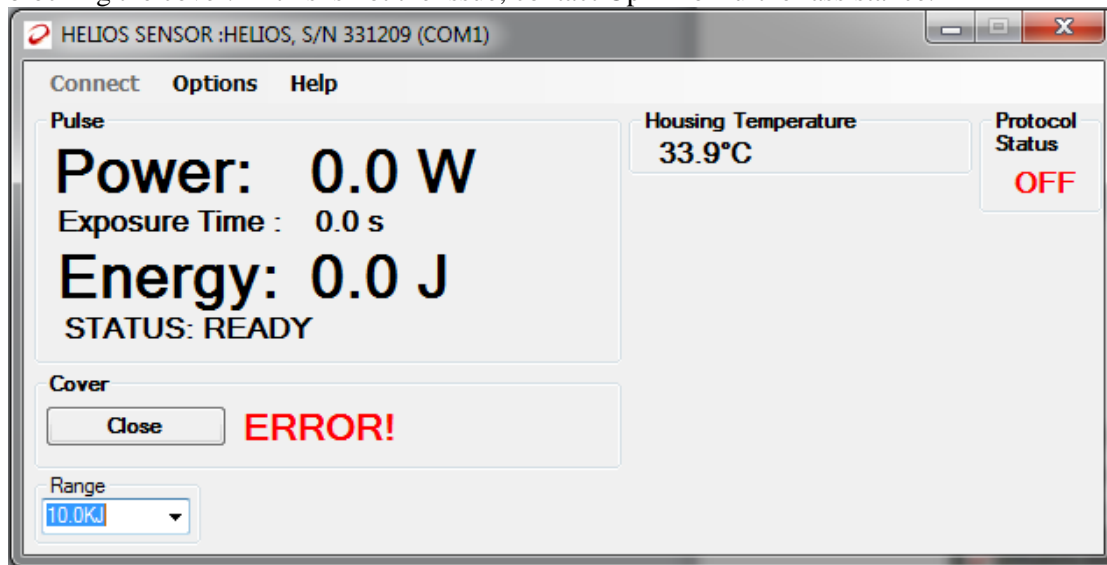 HELIOS SENSOR :HELIOS, S/N 331209 (COM1)
Connect Options Help
Pulse
Power: 0.0 W
Exposure Time : 0.0 s
Energy: 0.0 J
STATUS: READY
Housing Temperature
33.9°C
Protocol
Status
OFF
Cover
Close ERROR!
Range
10.0KJ